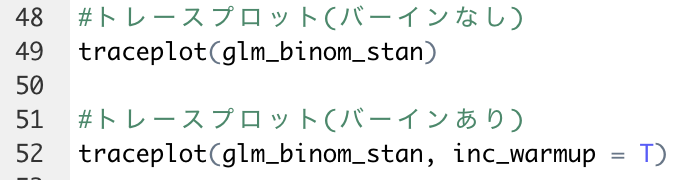 48 #トレースプロット(バーインなし)
49 traceplot(glm_binom_stan)
50
51 #トレースプロット(バーインあり)
52 traceplot(glm_binom_stan, inc_warmup = T)